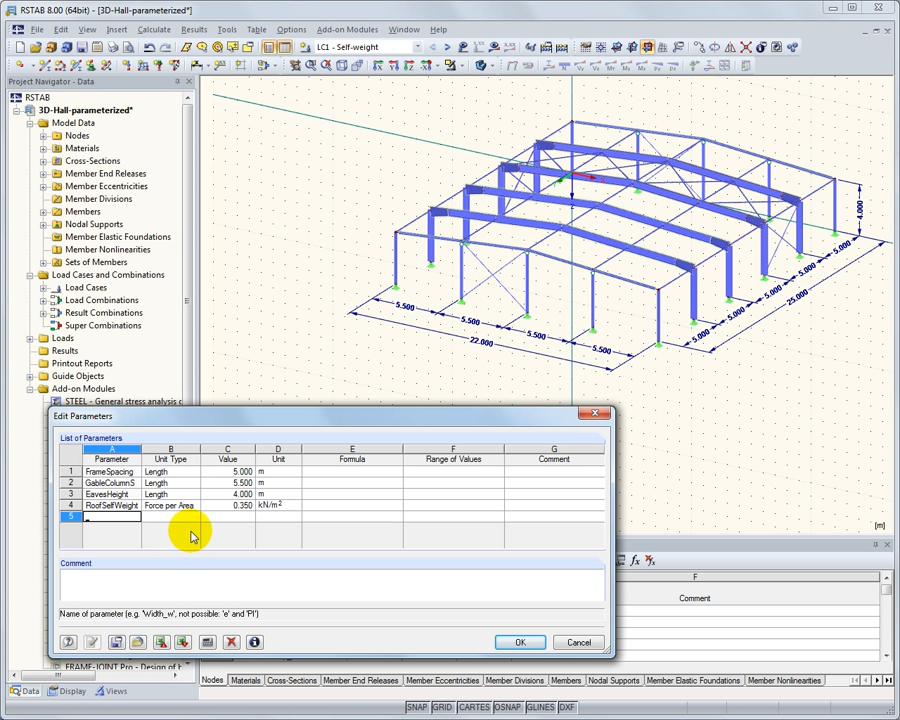 RSTAB 8.00 (64bit) - [3D-Hall-parameterized*]
File Edit View Insert Calculate Results Tools Table Options Add-on Modules Window Help
LC1 - Self-weight
Project Navigator - Data
RSTAB
3D-Hall-parameterized*
Model Data
Nodes
Materials
Cross-Sections
Member End Releases
Member Eccentricities
Member Divisions
Members
Nodal Supports
Member Elastic Foundations
Member Nonlinearities
Sets of Members
Load Cases and Combinations
Load Cases
Load Combinations
Result Combinations
Super Combinations
Loads
Results
Printout Reports
Guide Objects
Add-on Modules
STEEL - General stress analysis c
4.000
5.000
5.000
5.000
5.000
5.000
25.000
5.500
5.500
5.500
5.500
22.000
[m]
Edit Parameters
List of Parameters
A B C D E F G
Parameter Unit Type Value Unit Formula Range of Values Comment
1 FrameSpacing Length 5.000 m
2 GableColumnS Length 5.500 m
3 EavesHeight Length 4.000 m
4 RoofSelfWeight Force per Area 0.350 kN/m2
5
Comment
Name of parameter (e.g. 'Width_w', not possible: 'e' and 'PI')
OK Cancel
F
Comment
FRAME-JOINT Pro - Design of b
Data Display Views
Nodes Materials Cross-Sections Member End Releases Member Eccentricities Member Divisions Members Nodal Supports Member Elastic Foundations Member Nonlinearities
SNAP GRID CARTES OSNAP GLINES DXF